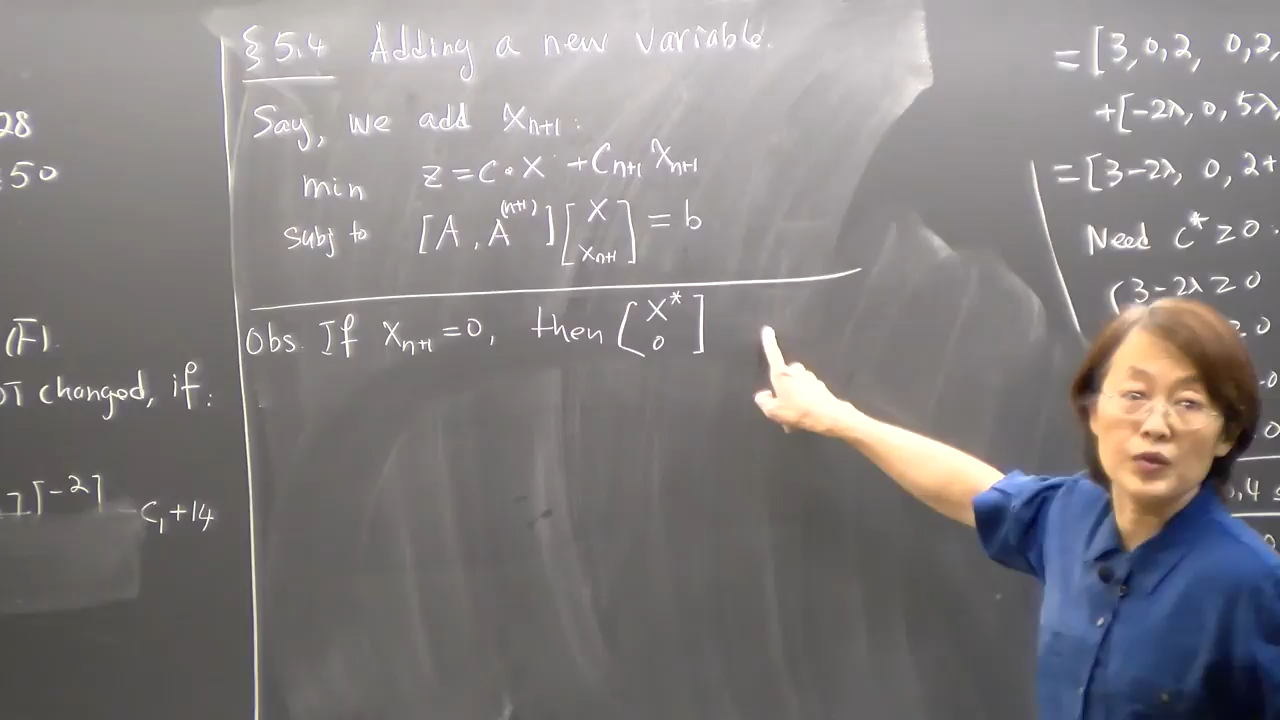 28
50
(F).
OT changed, if:
][-2] - C₁+14
§ 5.4 Adding a new variable.
Say, we add Xₙ₊₁:
min z = C•X + Cₙ₊₁ Xₙ₊₁
subj to [A, A⁽ⁿ⁺¹⁾] [X Xₙ₊₁] = b
Obs. If Xₙ₊₁ = 0, then [X* 0]
= [3, 0, 2, 0, 2,
+[-2λ, 0, 5λ,
= [3-2λ, 0, 2+
Need C* ≥ 0:
(3-2λ ≥ 0
≥ 0